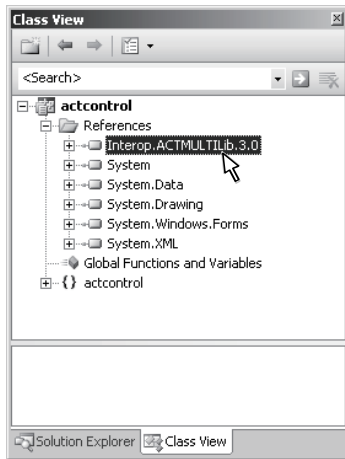 Class View
<Search>
actcontrol
References
Interop.ACTMULTILib.3.0
System
System.Data
System.Drawing
System.Windows.Forms
System.XML
Global Functions and Variables
{} actcontrol
Solution Explorer Class View